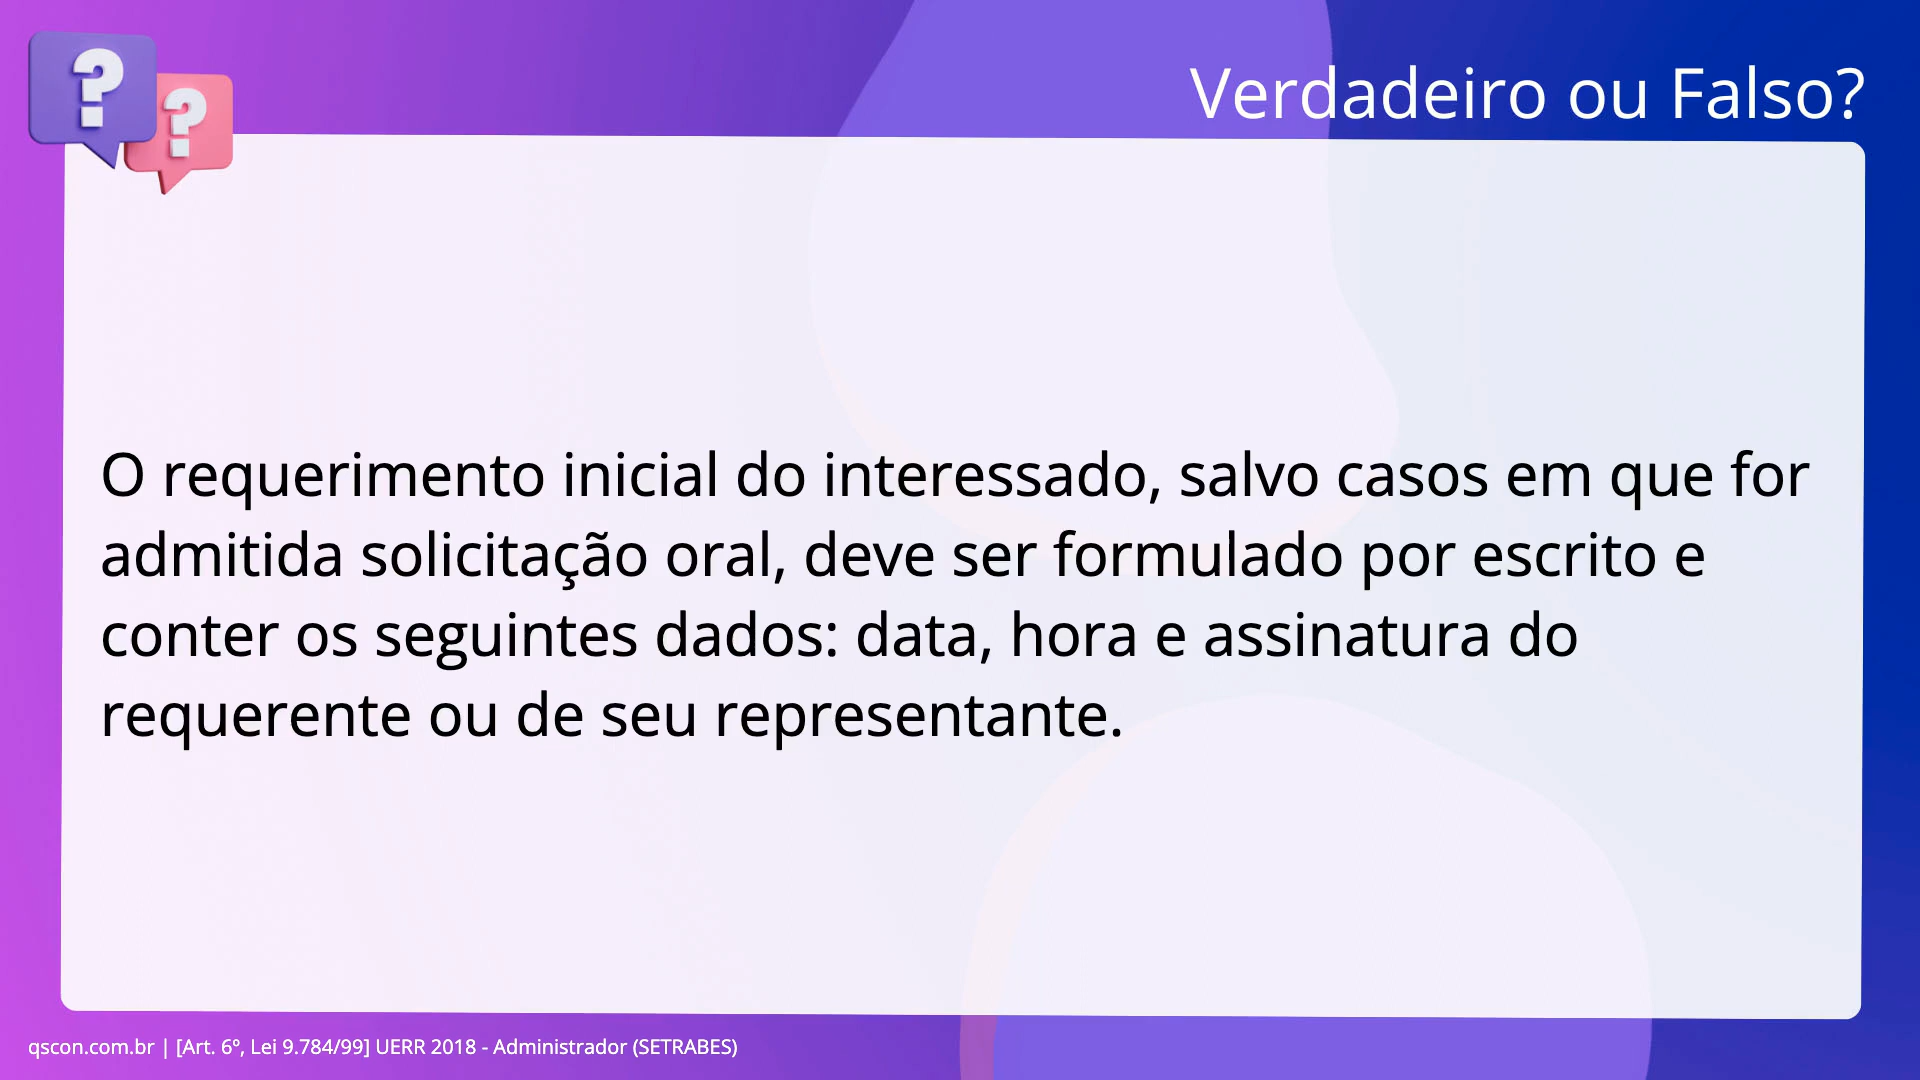 ? ?
Verdadeiro ou Falso?
O requerimento inicial do interessado, salvo casos em que for
admitida solicitação oral, deve ser formulado por escrito e
conter os seguintes dados: data, hora e assinatura do
requerente ou de seu representante.
qscon.com.br | [Art. 6º, Lei 9.784/99] UERR 2018 - Administrador (SETRABES)